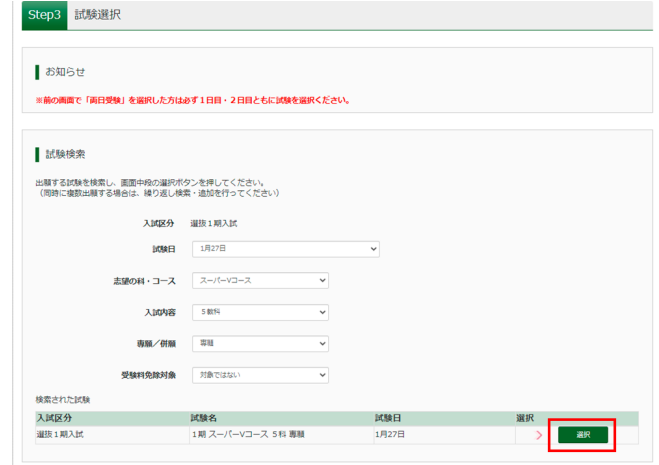 Step3 試験選択
お知らせ
※前の画面で「両日受験」を選択した方は必ず1日目・2日目ともに試験を選択ください。
試験検索
出願する試験を検索し、画面中段の選択ボタンを押してください。
（同時に複数出願する場合は、繰り返し検索・追加を行ってください）
入試区分 選抜1期入試
試験日 1月27日
志望の科・コース スーパーVコース
入試内容 5教科
専願／併願 専願
受験料免除対象 対象ではない
検索された試験
入試区分 試験名 試験日 選択
選抜1期入試 1期 スーパーVコース 5科 専願 1月27日 選択